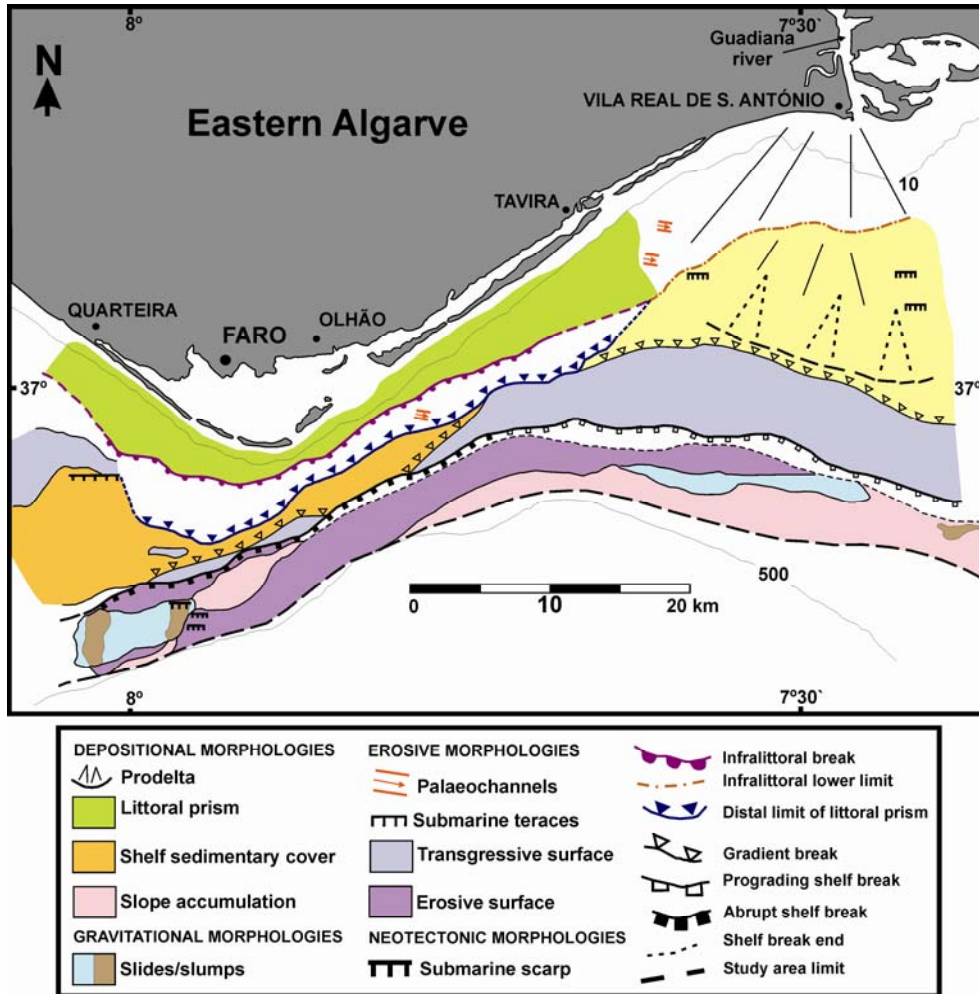 8º
7º30`
Guadiana
river
N
VILA REAL DE S. ANTÓNIO
Eastern Algarve
10
TAVIRA
QUARTEIRA
FARO
OLHÃO
37º
37º
500
0 10 20 km
8º
7º30`
DEPOSITIONAL MORPHOLOGIES
Prodelta
Littoral prism
Shelf sedimentary cover
Slope accumulation
GRAVITATIONAL MORPHOLOGIES
Slides/slumps
EROSIVE MORPHOLOGIES
Palaeochannels
Submarine teraces
Transgressive surface
Erosive surface
NEOTECTONIC MORPHOLOGIES
Submarine scarp
Infralittoral break
Infralittoral lower limit
Distal limit of littoral prism
Gradient break
Prograding shelf break
Abrupt shelf break
Shelf break end
Study area limit